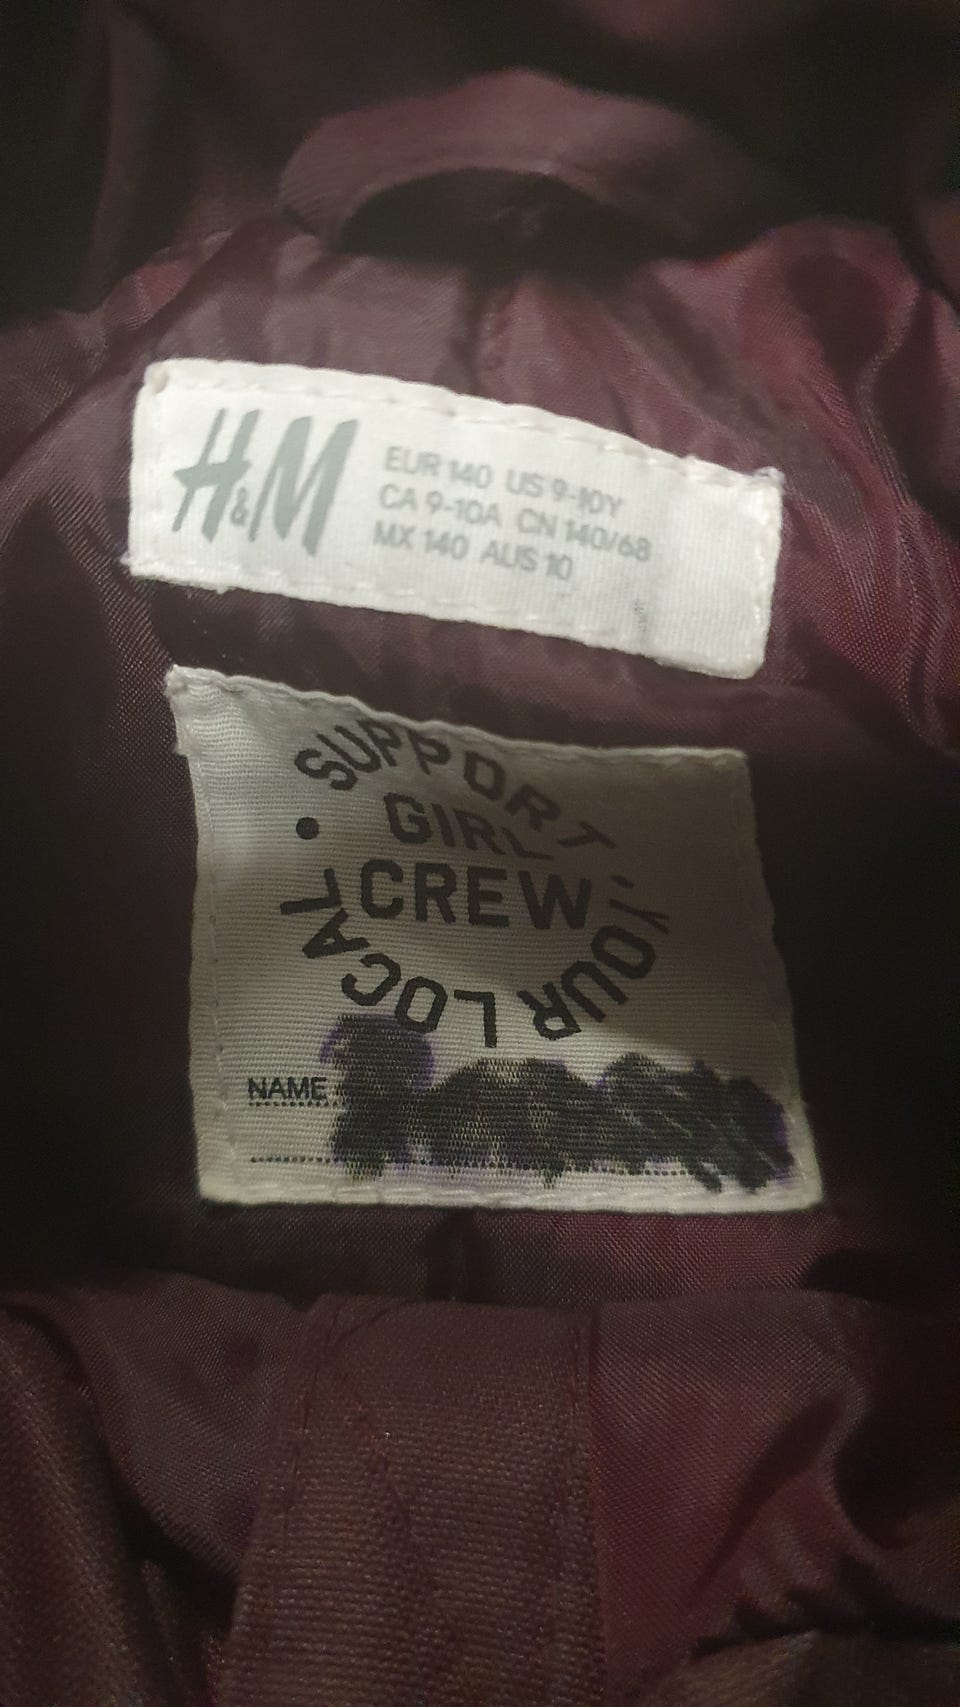 H&M
EUR 140 US 9-10Y
CA 9-10A CN 140/68
MX 140 AUS 10
SUPPORT
GIRL
CREW
• YOUR LOCAL •
NAME